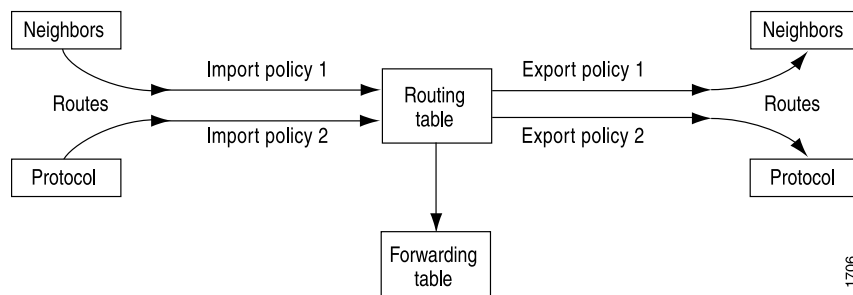 Neighbors
Neighbors
Import policy 1
Export policy 1
Routes
Routing
table
Routes
Import policy 2
Export policy 2
Protocol
Protocol
Forwarding
table
1706